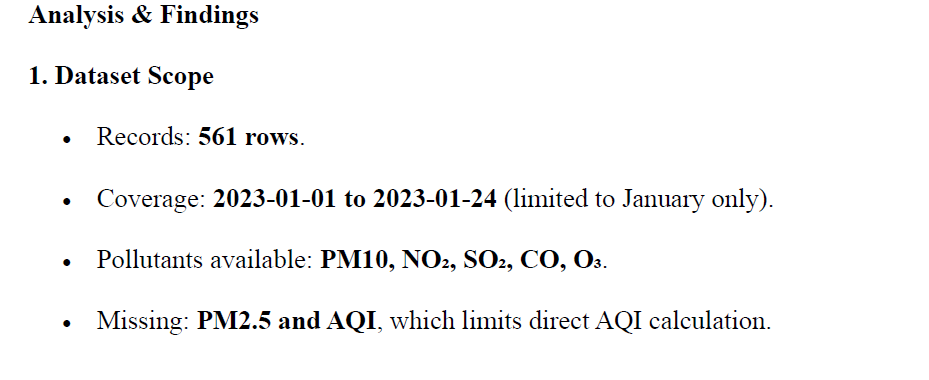 Analysis & Findings
1. Dataset Scope
• Records: 561 rows.
• Coverage: 2023-01-01 to 2023-01-24 (limited to January only).
• Pollutants available: PM10, NO₂, SO₂, CO, O₃.
• Missing: PM2.5 and AQI, which limits direct AQI calculation.